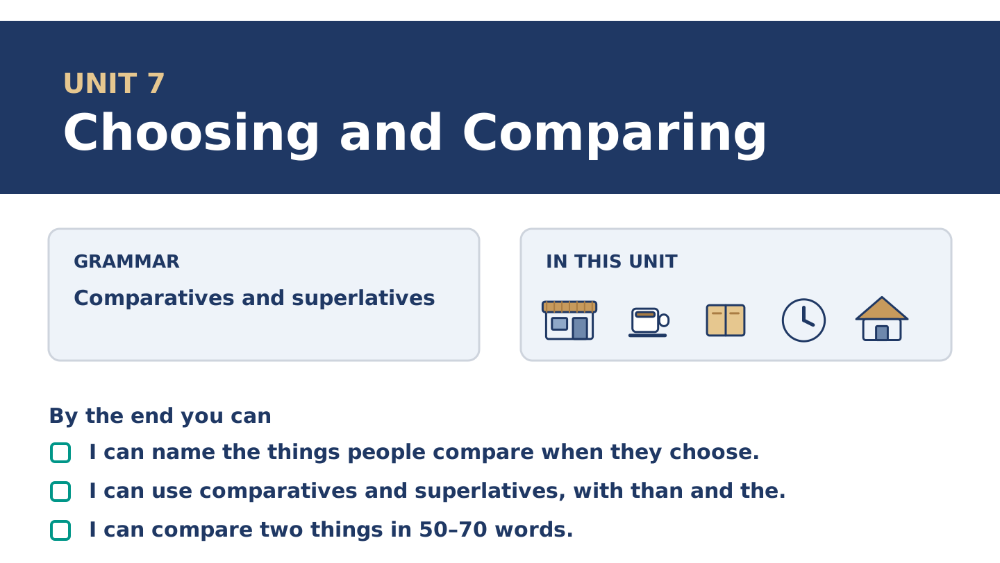 UNIT 7
Choosing and Comparing
GRAMMAR
Comparatives and superlatives
IN THIS UNIT
By the end you can
I can name the things people compare when they choose.
I can use comparatives and superlatives, with than and the.
I can compare two things in 50–70 words.